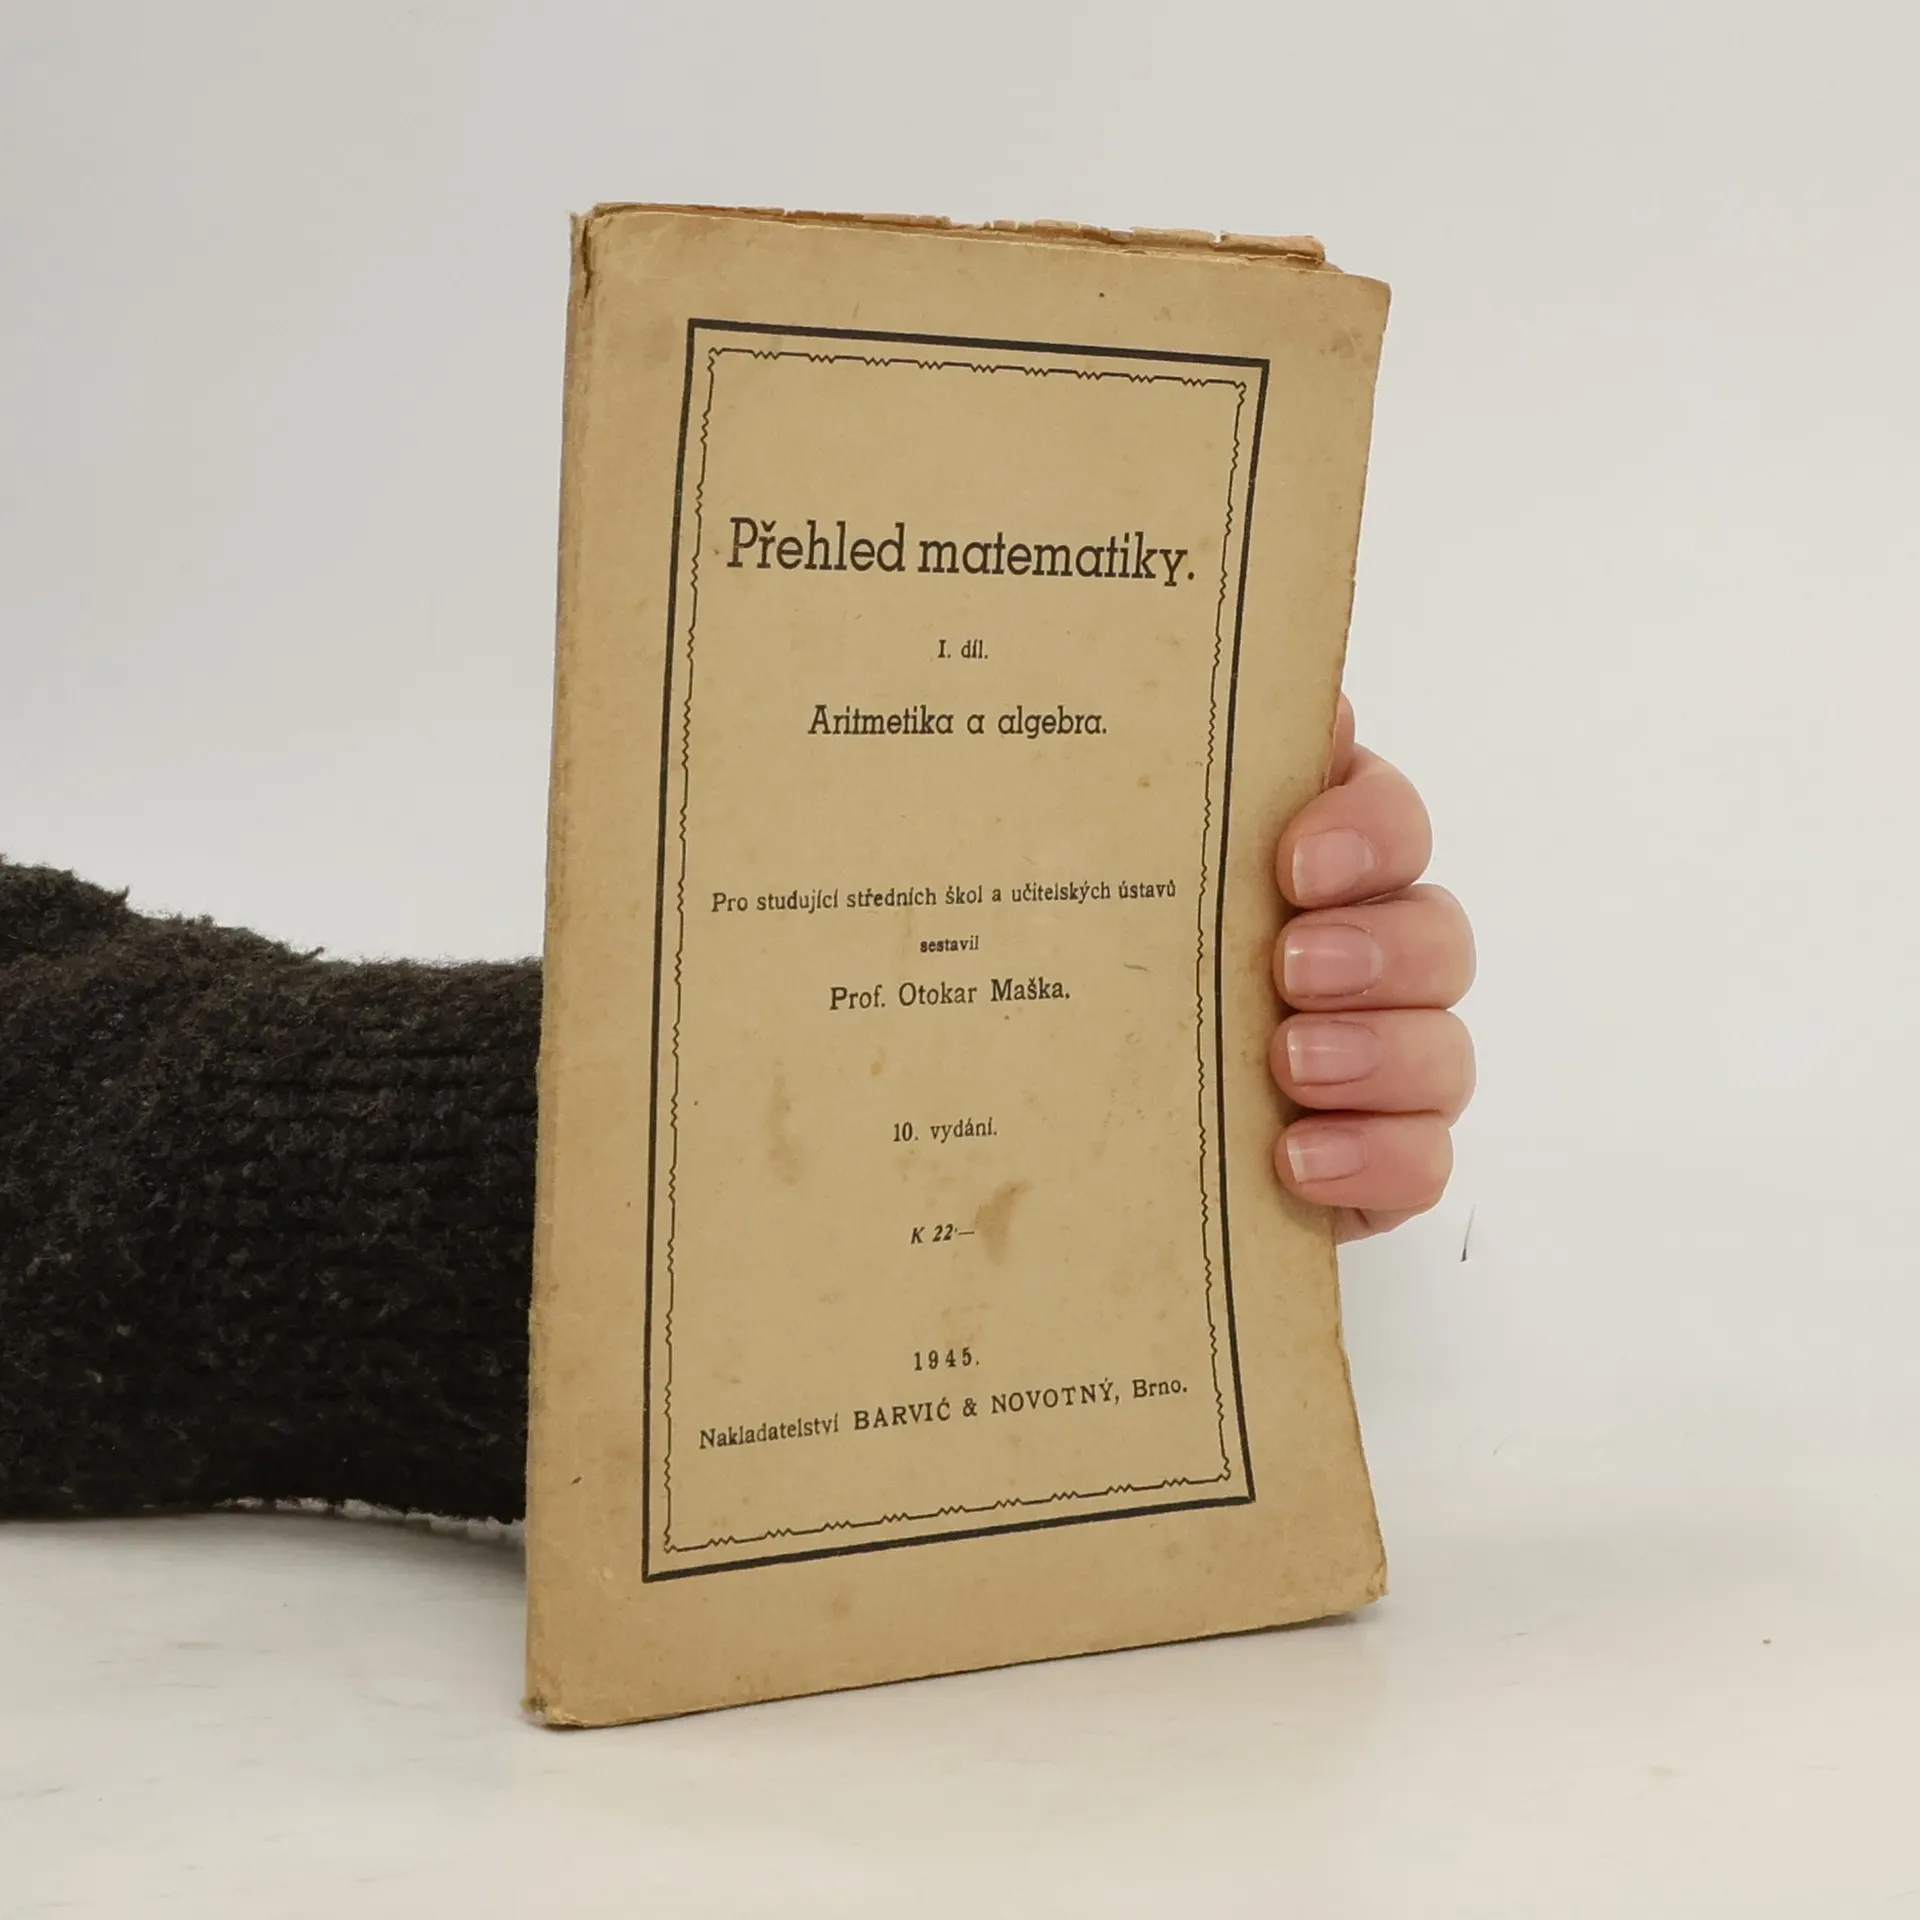 Přehled matematiky.
I. díl.
Aritmetika a algebra.
Pro studující středních škol a učitelských ústavů
sestavil
Prof. Otokar Maška.
10. vydání.
K 22·—
1945.
Nakladatelství BARVIČ & NOVOTNÝ, Brno.